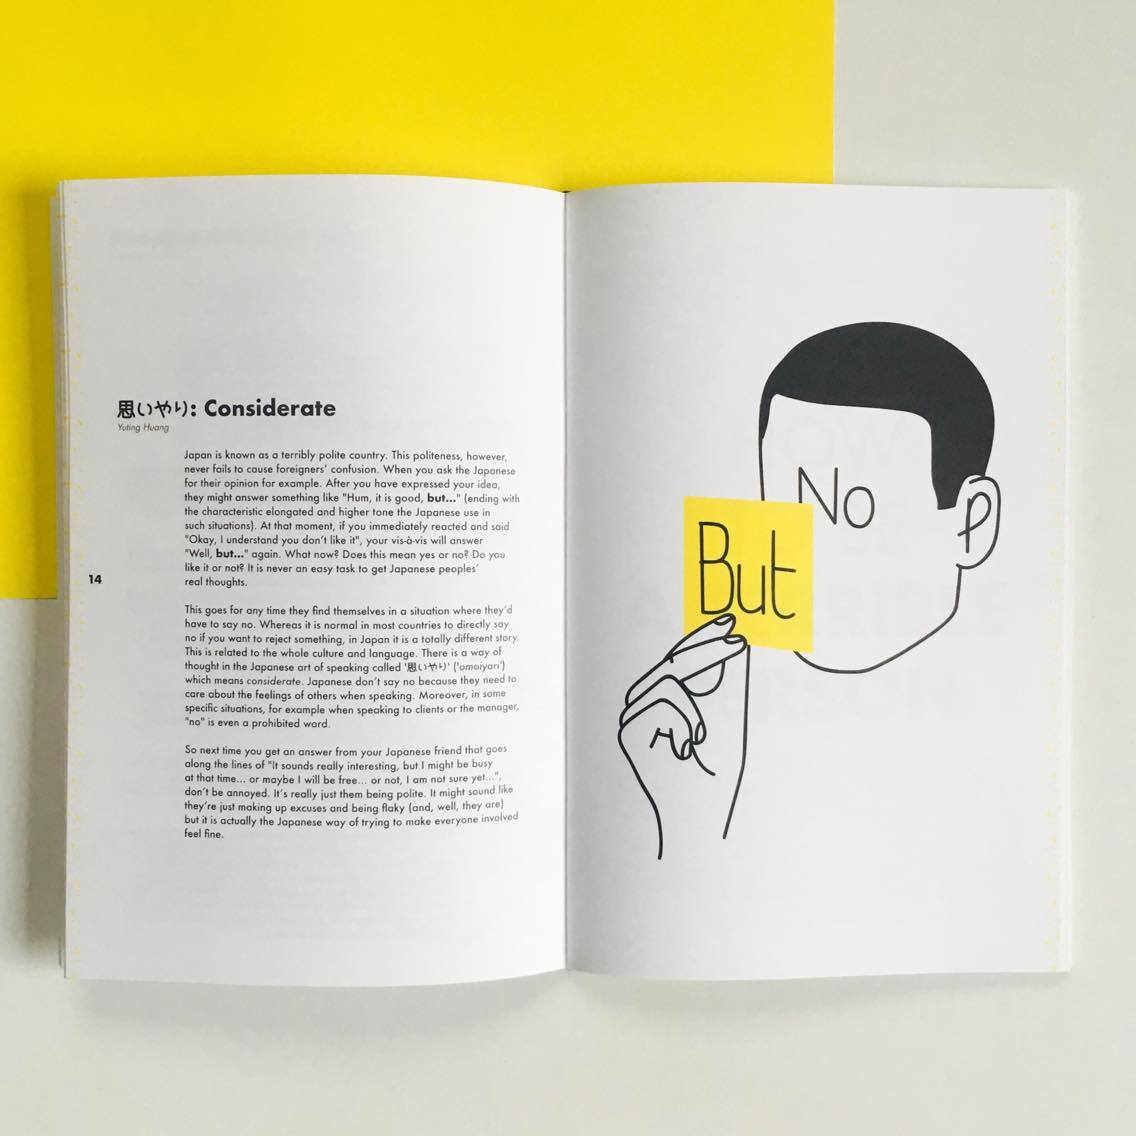 思いやり: Considerate
Yuting Huang
Japan is known as a terribly polite country. This politeness, however,
never fails to cause foreigners' confusion. When you ask the Japanese
for their opinion for example. After you have expressed your idea,
they might answer something like "Hum, it is good, but..." (ending with
the characteristic elongated and higher tone the Japanese use in
such situations). At that moment, if you immediately reacted and said
"Okay, I understand you don't like it", your vis-à-vis will answer
"Well, but..." again. What now? Does this mean yes or no? Do you
like it or not? It is never an easy task to get Japanese peoples'
real thoughts.
14
This goes for any time they find themselves in a situation where they'd
have to say no. Whereas it is normal in most countries to directly say
no if you want to reject something, in Japan it is a totally different story.
This is related to the whole culture and language. There is a way of
thought in the Japanese art of speaking called '思いやり' ('omoiyari')
which means considerate. Japanese don't say no because they need to
care about the feelings of others when speaking. Moreover, in some
specific situations, for example when speaking to clients or the manager,
"no" is even a prohibited word.
So next time you get an answer from your Japanese friend that goes
along the lines of "It sounds really interesting, but I might be busy
at that time... or maybe I will be free... or not, I am not sure yet...",
don't be annoyed. It's really just them being polite. It might sound like
they're just making up excuses and being flaky (and, well, they are)
but it is actually the Japanese way of trying to make everyone involved
feel fine.
No
But